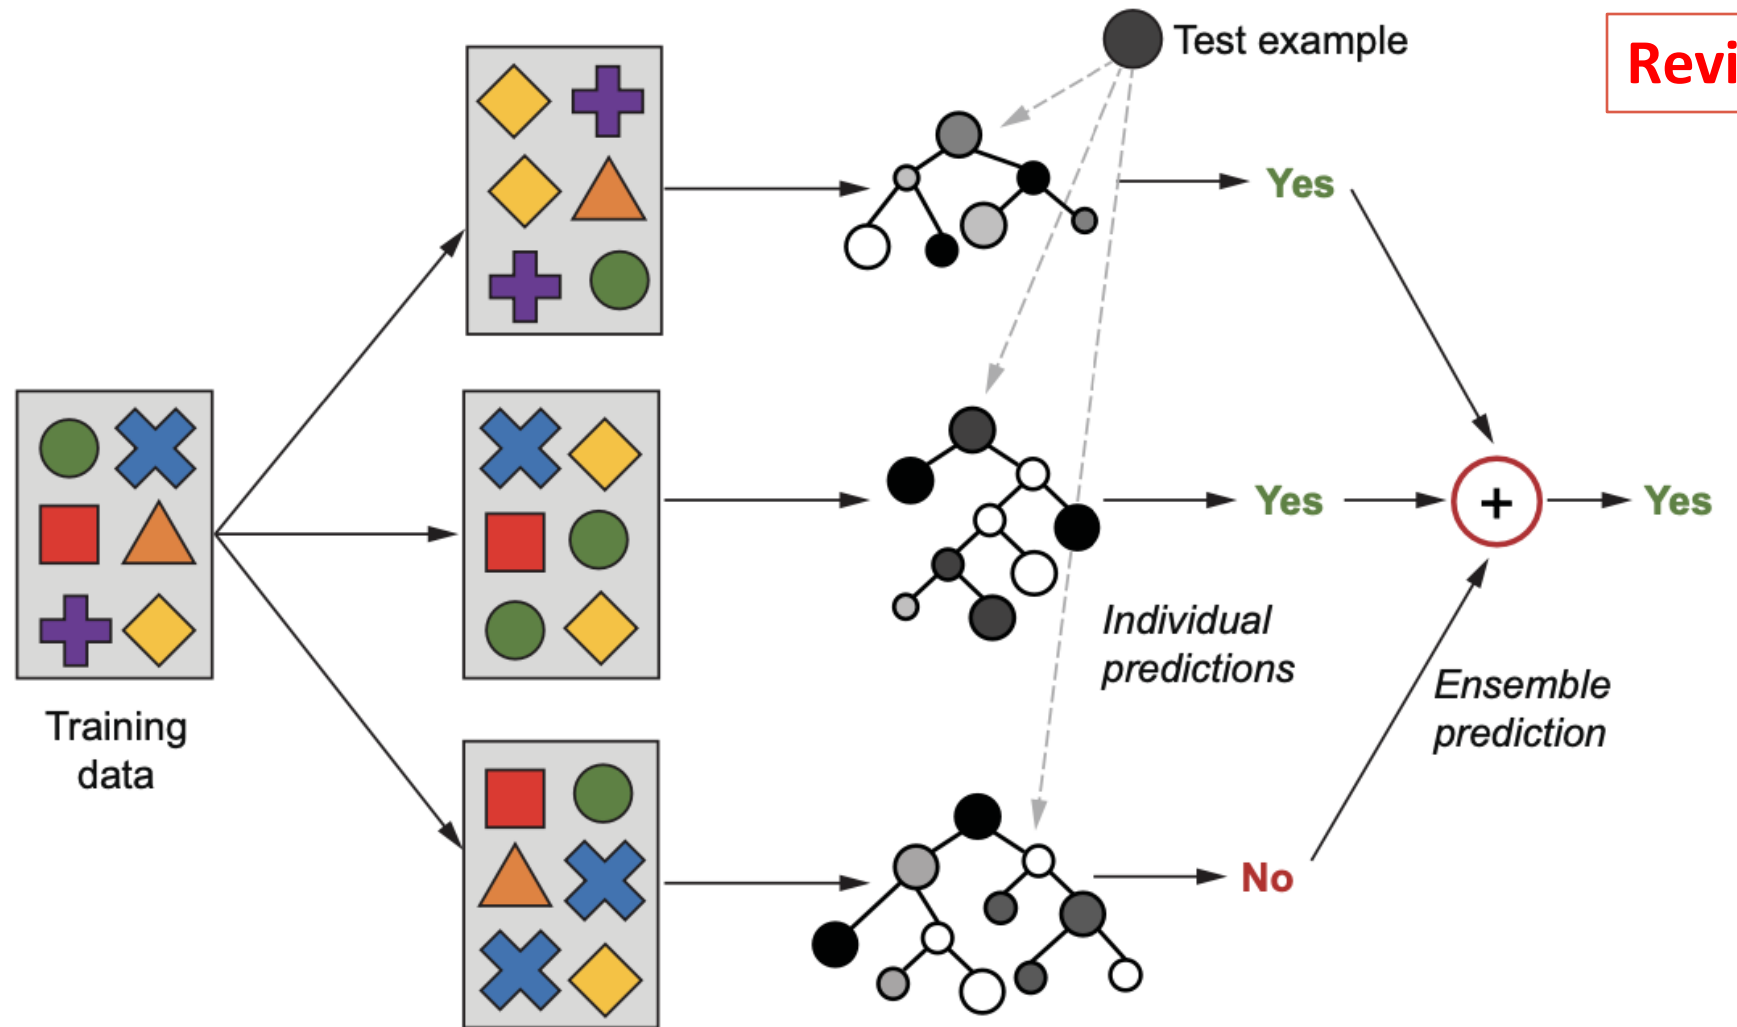 Test example
Revi
Yes
Yes
+
Yes
Individual
predictions
Ensemble
prediction
Training
data
No